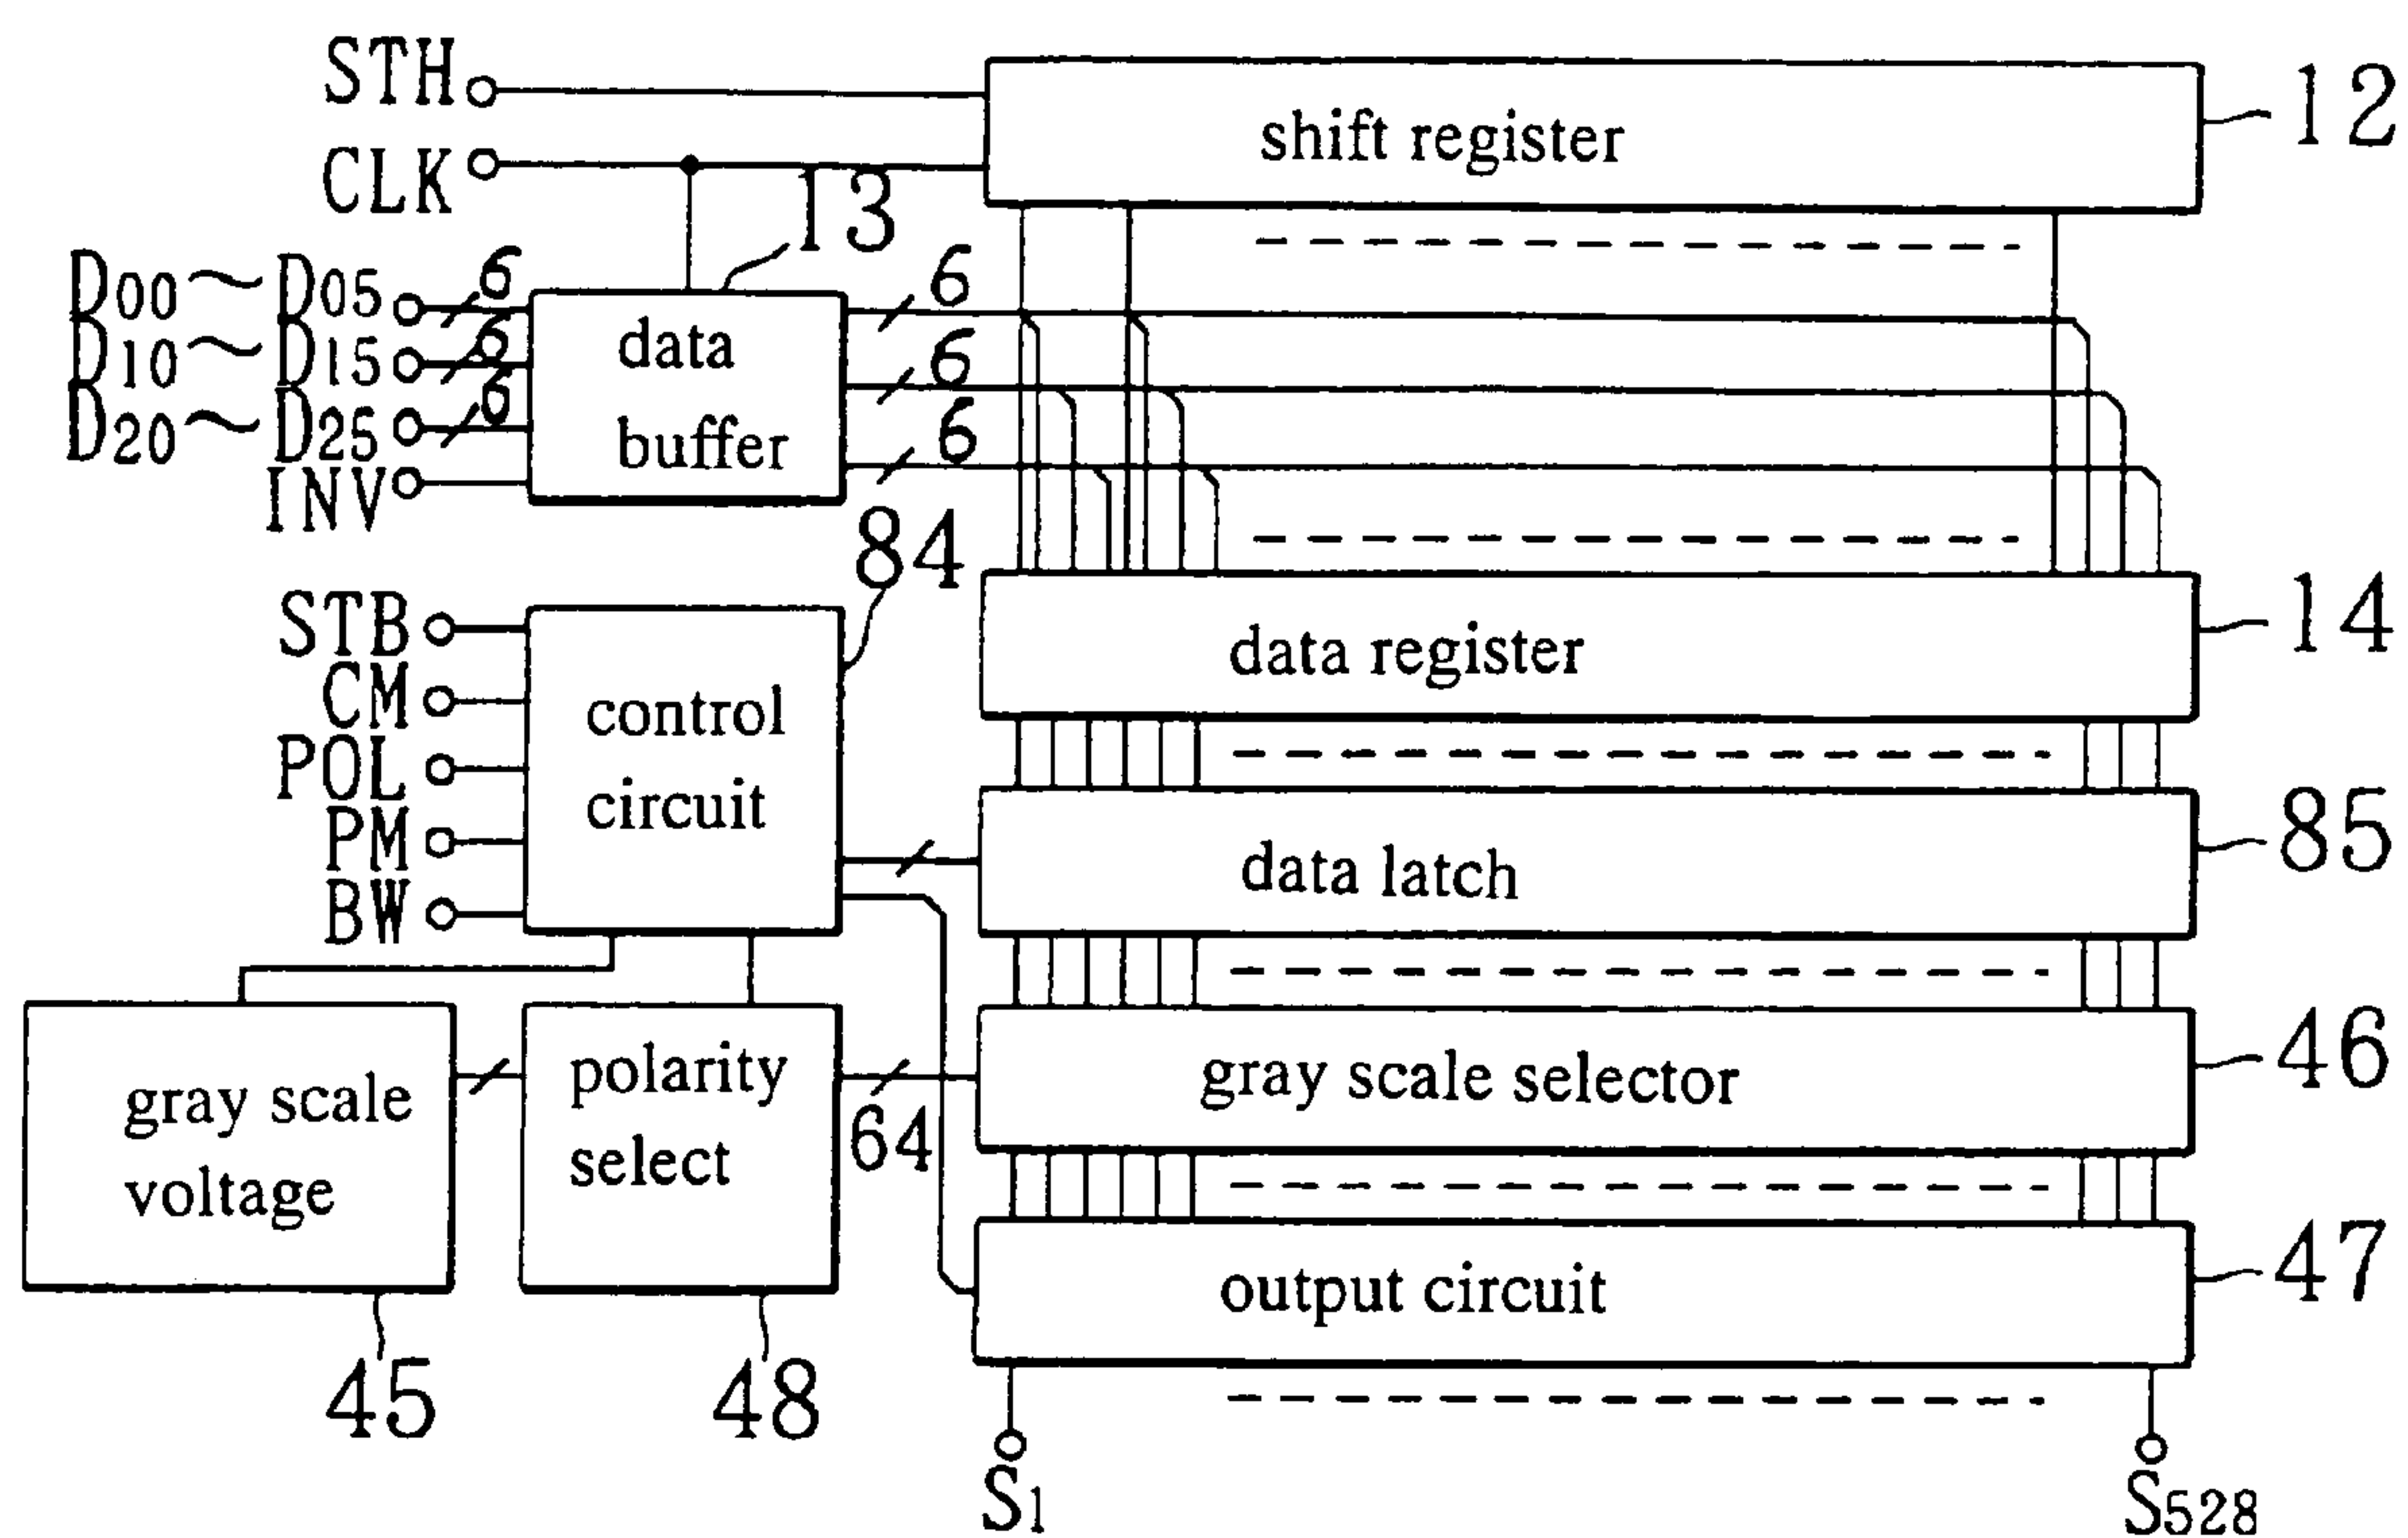 STH
shift register
12
CLK
13
D00~D05
6
6
D10~D15
6
data
6
D20~D25
6
buffer
6
INV
84
STB
14
data register
CM
control
POL
circuit
PM
85
data latch
BW
gray scale
voltage
polarity
select
64
gray scale selector
46
output circuit
47
45
48
S1
S528